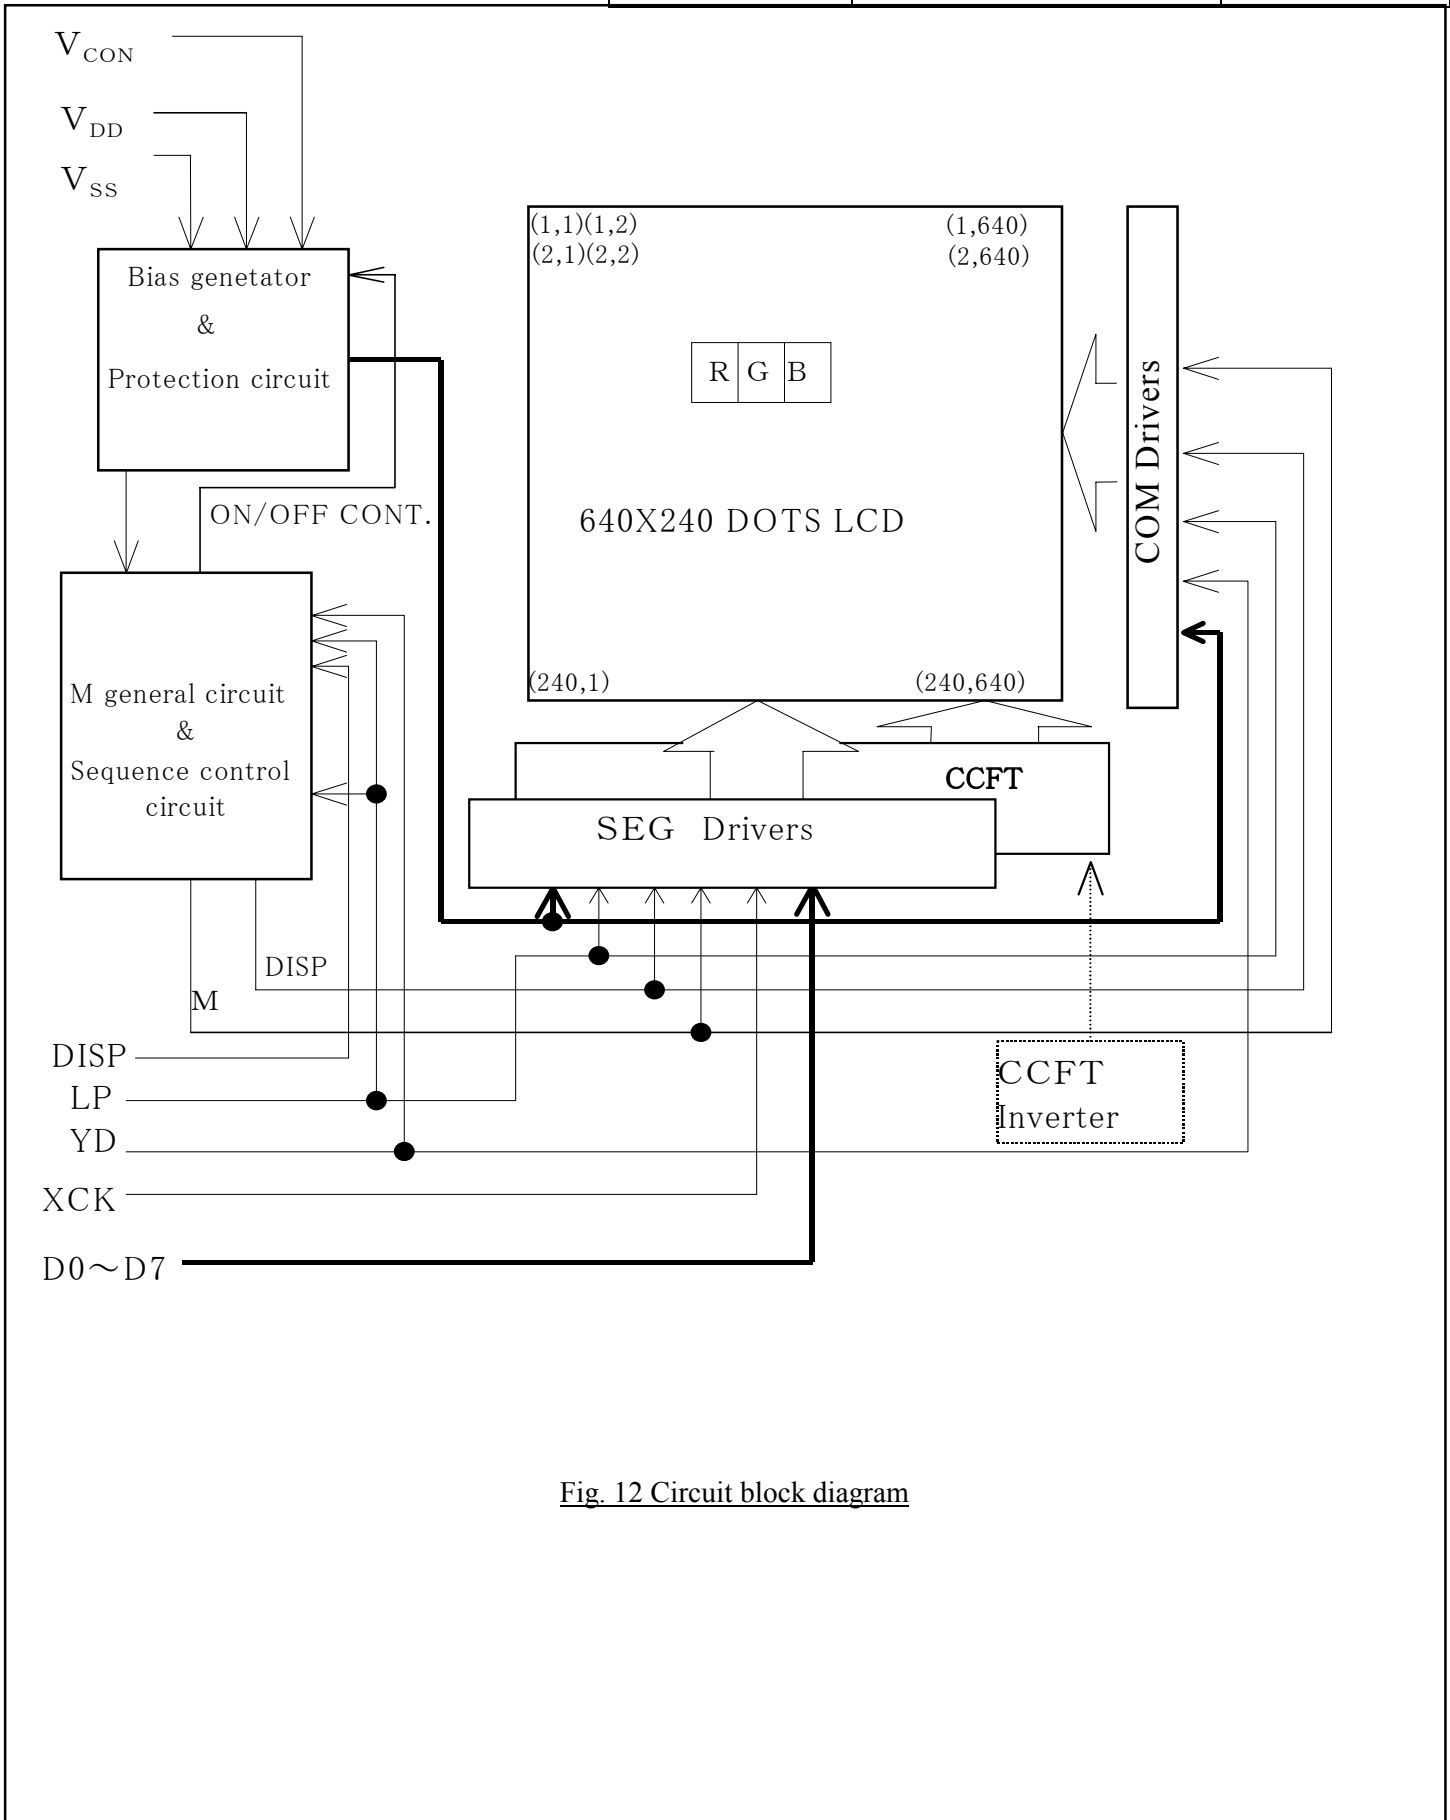 VCON
VDD
VSS
(1,1)(1,2) (1,640)
(2,1)(2,2) (2,640)
Bias genetator
&
Protection circuit
R G B
COM Drivers
ON/OFF CONT.
640X240 DOTS LCD
(240,1) (240,640)
M general circuit
&
Sequence control
circuit
CCFT
SEG Drivers
DISP
M
DISP
LP
YD
XCK
D0～D7
CCFT
Inverter
Fig. 12 Circuit block diagram